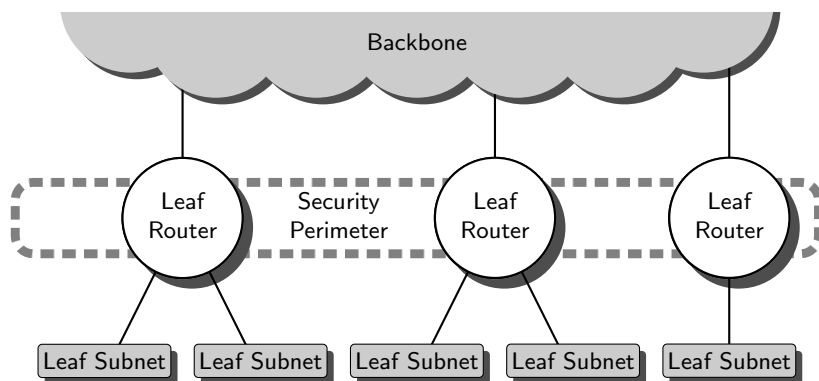 Backbone
Leaf
Router
Security
Perimeter
Leaf
Router
Leaf
Router
Leaf Subnet
Leaf Subnet
Leaf Subnet
Leaf Subnet
Leaf Subnet